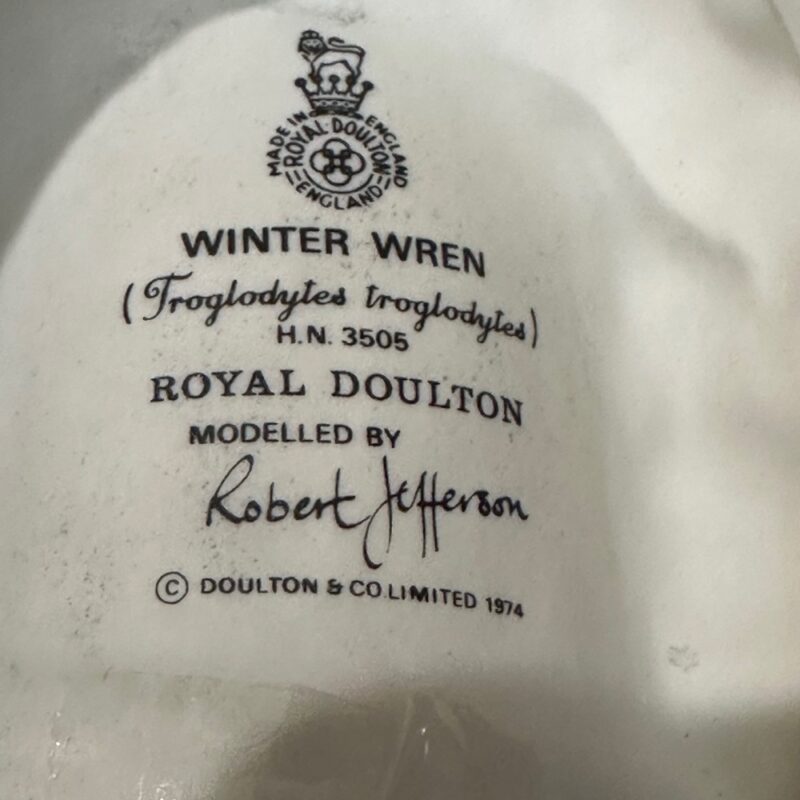 MADE IN ENGLAND
ROYAL·DOULTON
ENGLAND
WINTER WREN
(Troglodytes troglodytes)
H.N. 3505
ROYAL DOULTON
MODELLED BY
Robert Jefferson
© DOULTON & CO.LIMITED 1974